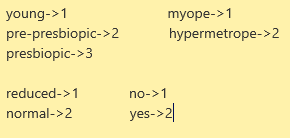 young->1 myope->1
pre-presbiopic->2 hypermetrope->2
presbiopic->3
reduced->1 no->1
normal->2 yes->2